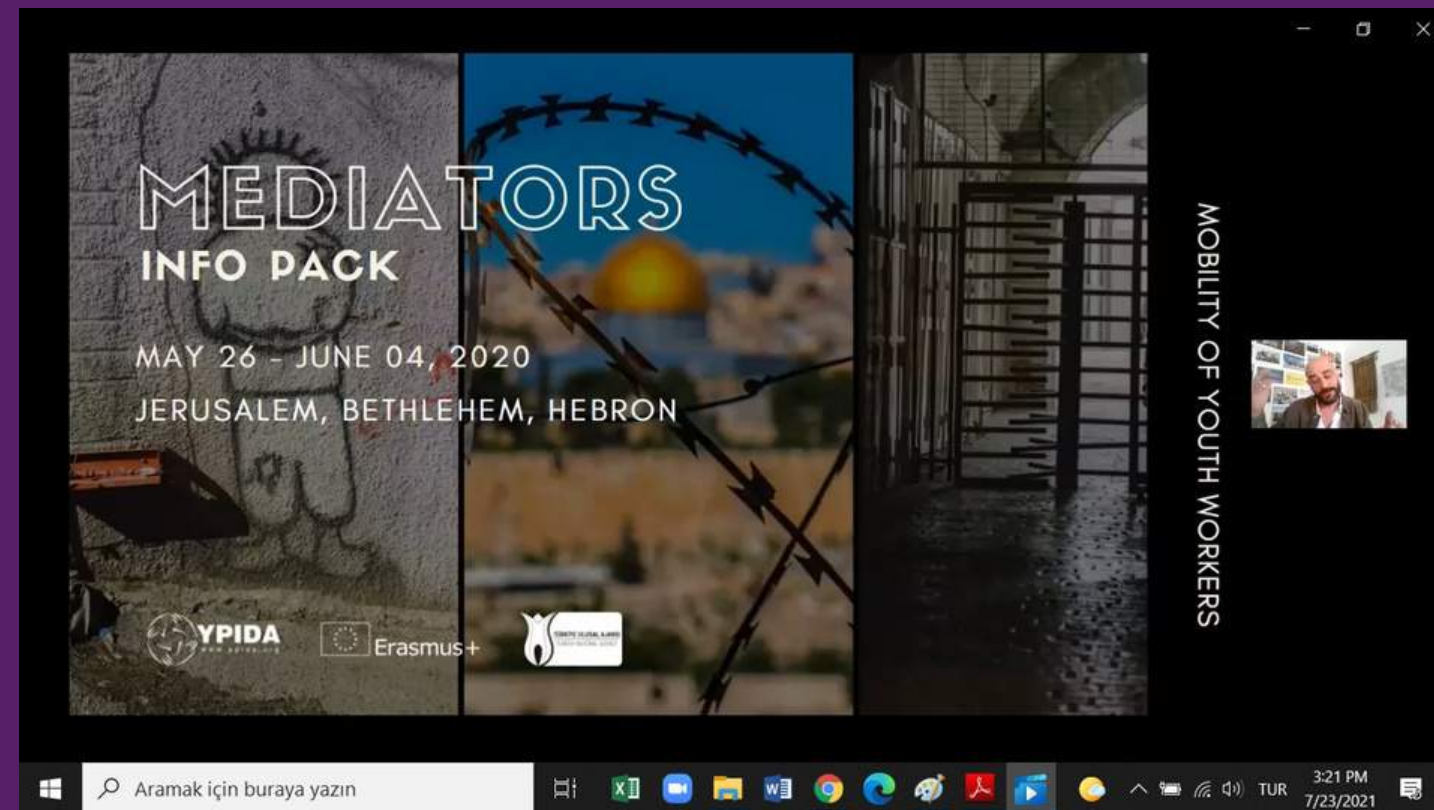 MEDIATORS
INFO PACK
MAY 26 - JUNE 04, 2020
JERUSALEM, BETHLEHEM, HEBRON
MOBILITY OF YOUTH WORKERS
YPIDA
Erasmus+
Aramak için buraya yazın
TUR
3:21 PM
7/23/2021